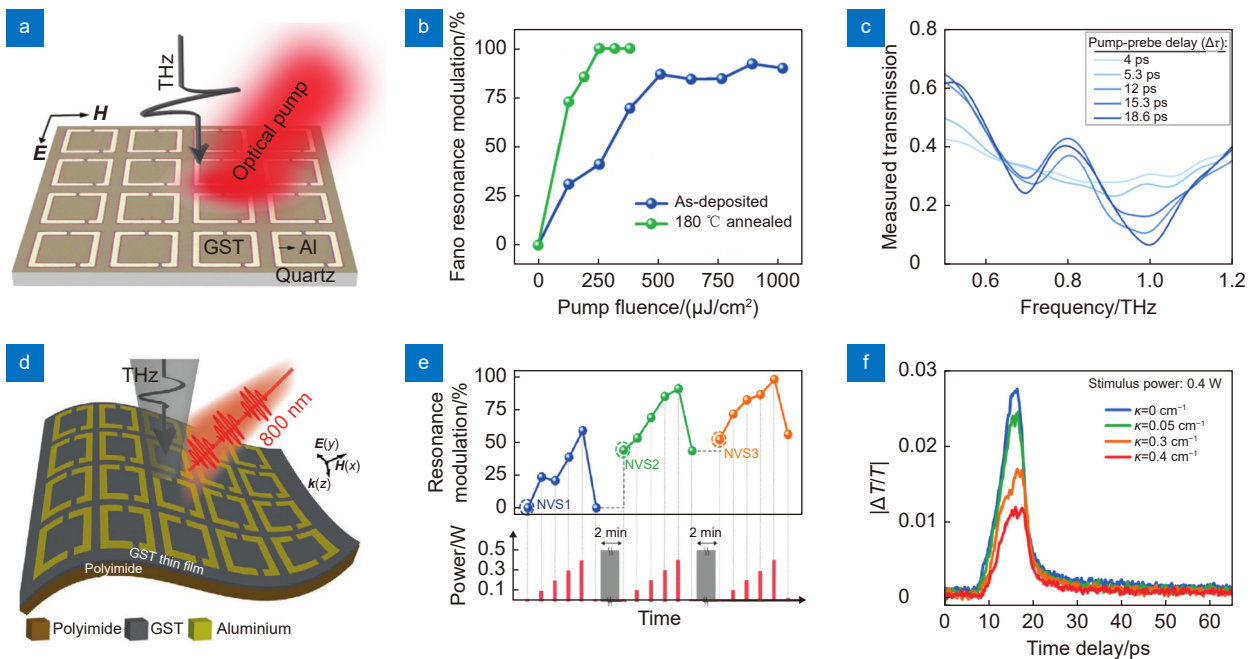 a
THz
Optical pump
H
E
GST
Al
Quartz
b
Fano resonance modulation/%
100
75
50
25
0
As-deposited
180 ℃ annealed
0
250
500
750
1000
Pump fluence/(μJ/cm²)
c
Measured transmission
0.8
0.6
0.4
0.2
0
Pump-prebe delay (Δτ):
4 ps
5.3 ps
12 ps
15.3 ps
18.6 ps
0.6
0.8
1.0
1.2
Frequency/THz
d
THz
800 nm
E(y)
H(x)
k(z)
GST thin film
Polyimide
Polyimide
GST
Aluminium
e
Resonance
modulation/%
100
75
50
25
0
NVS1
NVS2
NVS3
Power/W
0.5
0.3
0.1
2 min
2 min
Time
f
|ΔT/T|
0.03
0.02
0.01
0
Stimulus power: 0.4 W
κ=0 cm⁻¹
κ=0.05 cm⁻¹
κ=0.3 cm⁻¹
κ=0.4 cm⁻¹
0
10
20
30
40
50
60
Time delay/ps